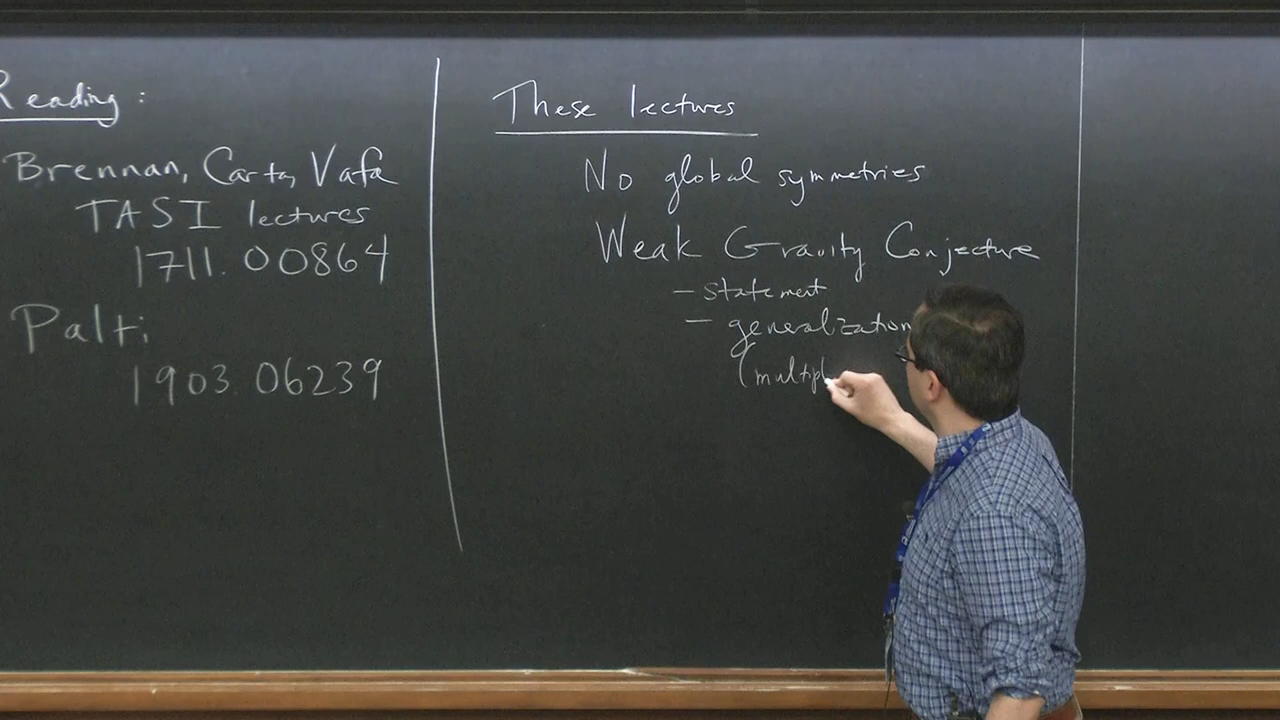 Reading:
Brennan, Carta, Vafa
TASI lectures
1711.00864
Palti
1903.06239
These lectures
No global symmetries
Weak Gravity Conjecture
- statement
- generalization
(multipl